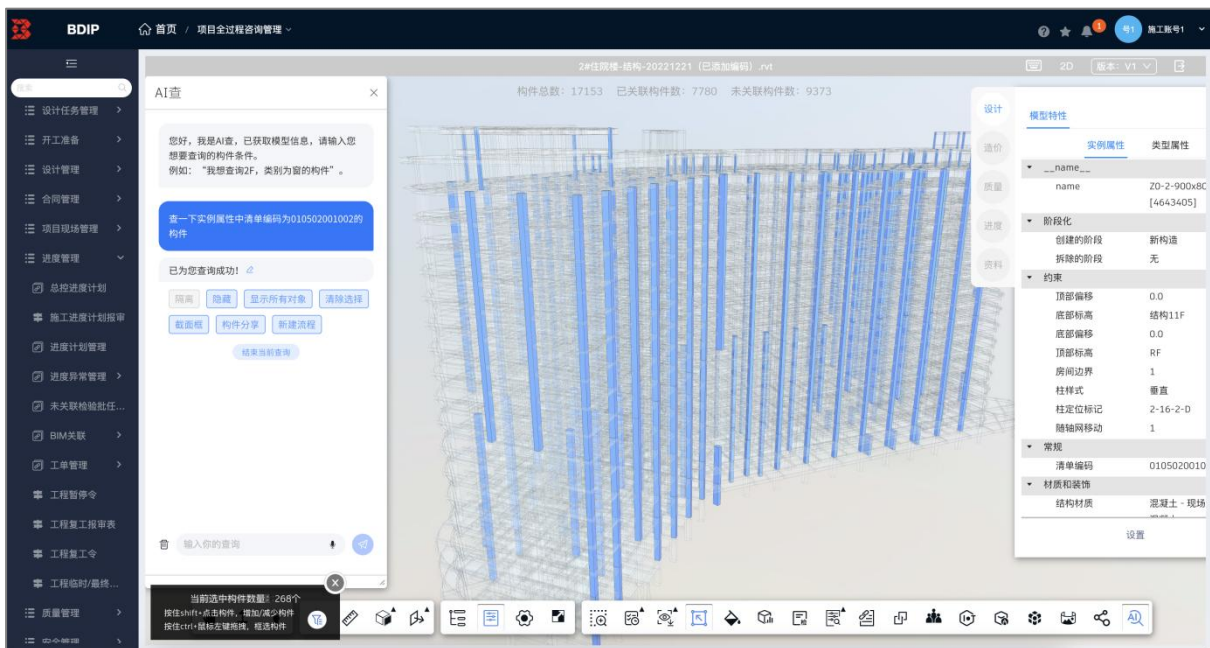 BDIP
首页 / 项目全过程咨询管理
1
号1
施工账号1
搜索
设计任务管理
开工准备
设计管理
合同管理
项目现场管理
进度管理
总控进度计划
施工进度计划报审
进度计划管理
进度异常管理
未关联检验批任...
BIM关联
工单管理
工程暂停令
工程复工报审表
工程复工令
工程临时/最终...
质量管理
安全管理
2#住院楼-结构-20221221（已添加编码）.rvt
2D
版本：V1
构件总数：17153 已关联构件数：7780 未关联构件数：9373
AI查
您好，我是AI查，已获取模型信息，请输入您
想要查询的构件条件。
例如：“我想查询2F，类别为窗的构件”。
查一下实例属性中清单编码为010502001002的
构件
已为您查询成功！
隔离 隐藏 显示所有对象 清除选择
截面框 构件分享 新建流程
结束当前查询
输入你的查询
当前选中构件数量：268个
按住shift+点击构件，增加/减少构件
按住ctrl+鼠标左键拖拽，框选构件
设计
造价
质量
进度
资料
模型特性
实例属性 类型属性
__name__
name Z0-2-900x80
[4643405]
阶段化
创建的阶段 新构造
拆除的阶段 无
约束
顶部偏移 0.0
底部标高 结构11F
底部偏移 0.0
顶部标高 RF
房间边界 1
柱样式 垂直
柱定位标记 2-16-2-D
随轴网移动 1
常规
清单编码 0105020010
材质和装饰
结构材质 混凝土 - 现场
设置
AI